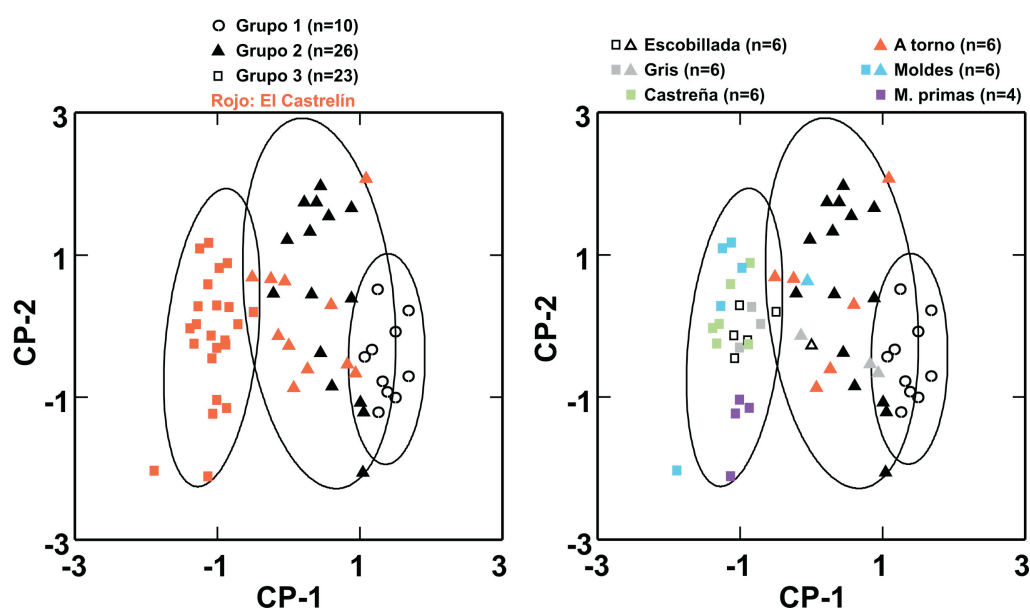 Grupo 1 (n=10)
Grupo 2 (n=26)
Grupo 3 (n=23)
Rojo: El Castrelín
3
1
-1
-3
CP-2
-3
-1
1
3
CP-1
Escobillada (n=6)
A torno (n=6)
Gris (n=6)
Moldes (n=6)
Castreña (n=6)
M. primas (n=4)
3
1
-1
-3
CP-2
-3
-1
1
3
CP-1